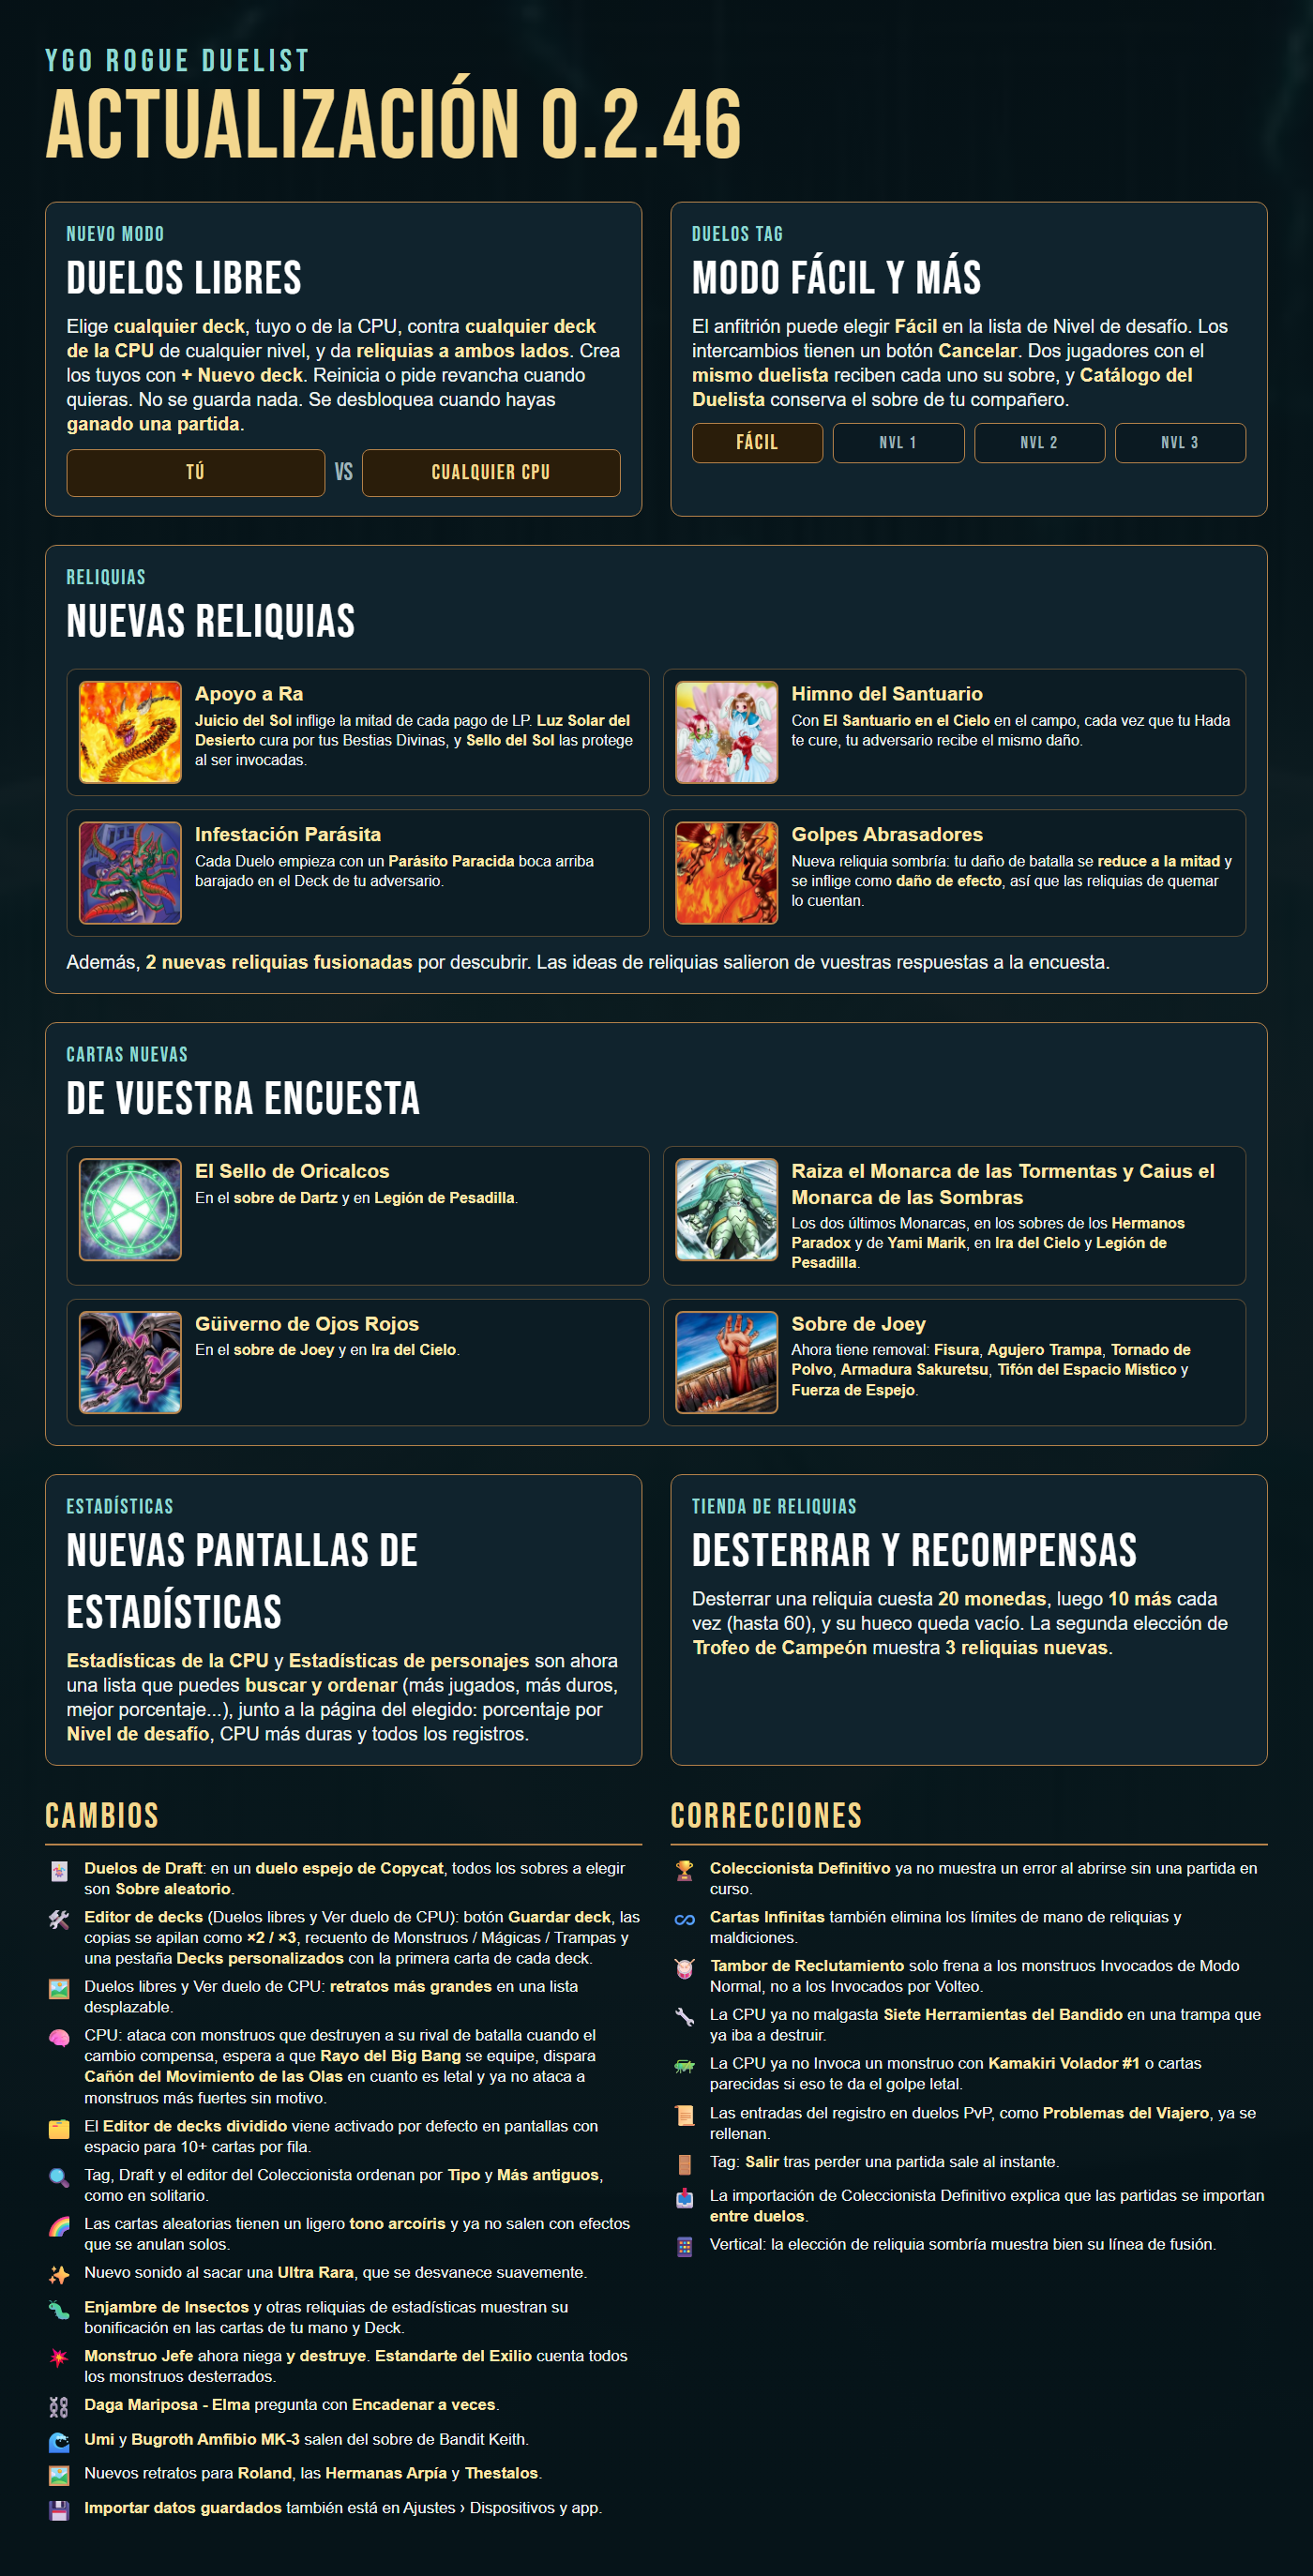 YGO ROGUE DUELIST
ACTUALIZACIÓN 0.2.46
NUEVO MODO
DUELOS LIBRES
Elige cualquier deck, tuyo o de la CPU, contra cualquier deck
de la CPU de cualquier nivel, y da reliquias a ambos lados. Crea
los tuyos con + Nuevo deck. Reinicia o pide revancha cuando
quieras. No se guarda nada. Se desbloquea cuando hayas
ganado una partida.
TÚ VS CUALQUIER CPU
DUELOS TAG
MODO FÁCIL Y MÁS
El anfitrión puede elegir Fácil en la lista de Nivel de desafío. Los
intercambios tienen un botón Cancelar. Dos jugadores con el
mismo duelista reciben cada uno su sobre, y Catálogo del
Duelista conserva el sobre de tu compañero.
FÁCIL NVL 1 NVL 2 NVL 3
RELIQUIAS
NUEVAS RELIQUIAS
Apoyo a Ra
Juicio del Sol inflige la mitad de cada pago de LP. Luz Solar del
Desierto cura por tus Bestias Divinas, y Sello del Sol las protege
al ser invocadas.
Himno del Santuario
Con El Santuario en el Cielo en el campo, cada vez que tu Hada
te cure, tu adversario recibe el mismo daño.
Infestación Parásita
Cada Duelo empieza con un Parásito Paracida boca arriba
barajado en el Deck de tu adversario.
Golpes Abrasadores
Nueva reliquia sombría: tu daño de batalla se reduce a la mitad y
se inflige como daño de efecto, así que las reliquias de quemar
lo cuentan.
Además, 2 nuevas reliquias fusionadas por descubrir. Las ideas de reliquias salieron de vuestras respuestas a la encuesta.
CARTAS NUEVAS
DE VUESTRA ENCUESTA
El Sello de Oricalcos
En el sobre de Dartz y en Legión de Pesadilla.
Raiza el Monarca de las Tormentas y Caius el
Monarca de las Sombras
Los dos últimos Monarcas, en los sobres de los Hermanos
Paradox y de Yami Marik, en Ira del Cielo y Legión de
Pesadilla.
Güiverno de Ojos Rojos
En el sobre de Joey y en Ira del Cielo.
Sobre de Joey
Ahora tiene removal: Fisura, Agujero Trampa, Tornado de
Polvo, Armadura Sakuretsu, Tifón del Espacio Místico y
Fuerza de Espejo.
ESTADÍSTICAS
NUEVAS PANTALLAS DE
ESTADÍSTICAS
Estadísticas de la CPU y Estadísticas de personajes son ahora
una lista que puedes buscar y ordenar (más jugados, más duros,
mejor porcentaje...), junto a la página del elegido: porcentaje por
Nivel de desafío, CPU más duras y todos los registros.
TIENDA DE RELIQUIAS
DESTERRAR Y RECOMPENSAS
Desterrar una reliquia cuesta 20 monedas, luego 10 más cada
vez (hasta 60), y su hueco queda vacío. La segunda elección de
Trofeo de Campeón muestra 3 reliquias nuevas.
CAMBIOS
Duelos de Draft: en un duelo espejo de Copycat, todos los sobres a elegir
son Sobre aleatorio.
Editor de decks (Duelos libres y Ver duelo de CPU): botón Guardar deck, las
copias se apilan como ×2 / ×3, recuento de Monstruos / Mágicas / Trampas y
una pestaña Decks personalizados con la primera carta de cada deck.
Duelos libres y Ver duelo de CPU: retratos más grandes en una lista
desplazable.
CPU: ataca con monstruos que destruyen a su rival de batalla cuando el
cambio compensa, espera a que Rayo del Big Bang se equipe, dispara
Cañón del Movimiento de las Olas en cuanto es letal y ya no ataca a
monstruos más fuertes sin motivo.
El Editor de decks dividido viene activado por defecto en pantallas con
espacio para 10+ cartas por fila.
Tag, Draft y el editor del Coleccionista ordenan por Tipo y Más antiguos,
como en solitario.
Las cartas aleatorias tienen un ligero tono arcoíris y ya no salen con efectos
que se anulan solos.
Nuevo sonido al sacar una Ultra Rara, que se desvanece suavemente.
Enjambre de Insectos y otras reliquias de estadísticas muestran su
bonificación en las cartas de tu mano y Deck.
Monstruo Jefe ahora niega y destruye. Estandarte del Exilio cuenta todos
los monstruos desterrados.
Daga Mariposa - Elma pregunta con Encadenar a veces.
Umi y Bugroth Amfibio MK-3 salen del sobre de Bandit Keith.
Nuevos retratos para Roland, las Hermanas Arpía y Thestalos.
Importar datos guardados también está en Ajustes › Dispositivos y app.
CORRECCIONES
Coleccionista Definitivo ya no muestra un error al abrirse sin una partida en
curso.
Cartas Infinitas también elimina los límites de mano de reliquias y
maldiciones.
Tambor de Reclutamiento solo frena a los monstruos Invocados de Modo
Normal, no a los Invocados por Volteo.
La CPU ya no malgasta Siete Herramientas del Bandido en una trampa que
ya iba a destruir.
La CPU ya no Invoca un monstruo con Kamakiri Volador #1 o cartas
parecidas si eso te da el golpe letal.
Las entradas del registro en duelos PvP, como Problemas del Viajero, ya se
rellenan.
Tag: Salir tras perder una partida sale al instante.
La importación de Coleccionista Definitivo explica que las partidas se importan
entre duelos.
Vertical: la elección de reliquia sombría muestra bien su línea de fusión.